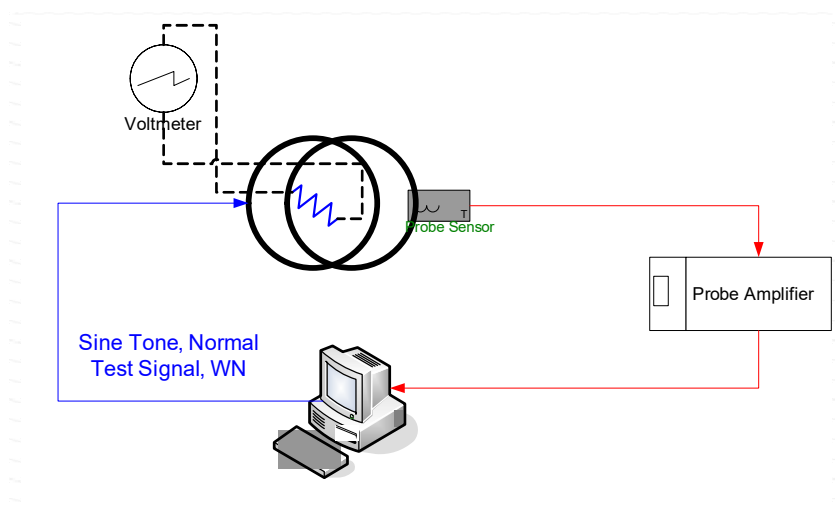 Voltmeter
T
Probe Sensor
Probe Amplifier
Sine Tone, Normal
Test Signal, WN